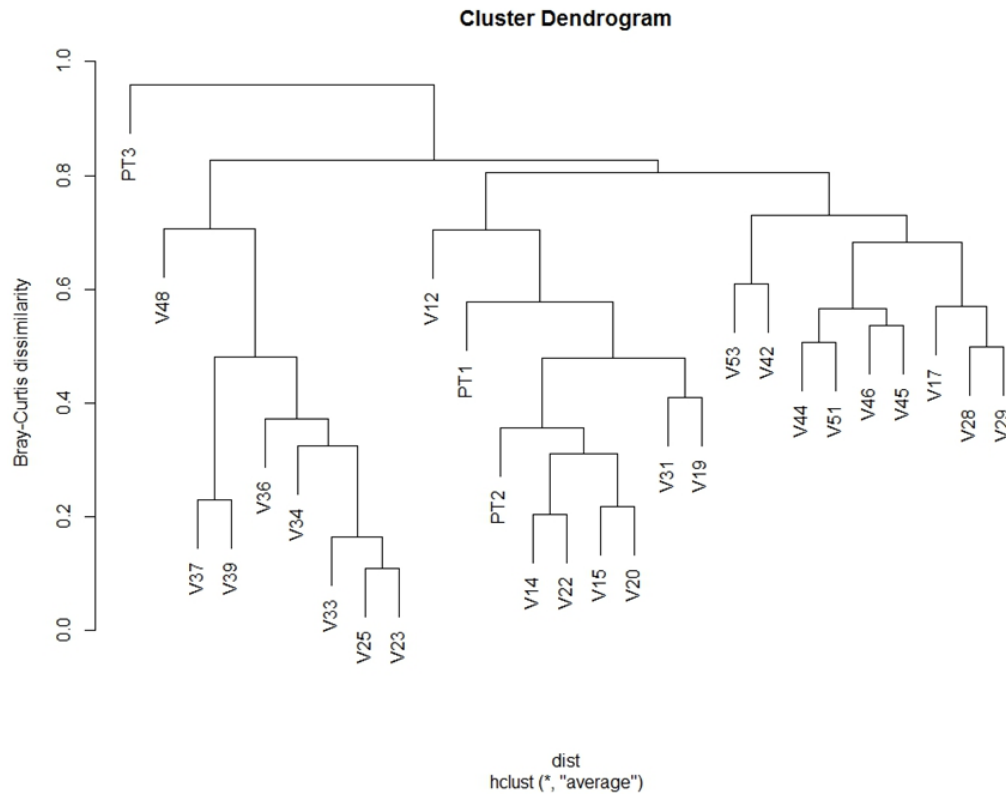 Cluster Dendrogram
Bray-Curtis dissimilarity
1.0
0.8
0.6
0.4
0.2
0.0
PT3
V48
V37
V39
V36
V34
V33
V25
V23
V12
PT1
PT2
V14
V22
V15
V20
V31
V19
V53
V42
V44
V51
V46
V45
V17
V28
V29
dist
hclust (*, "average")